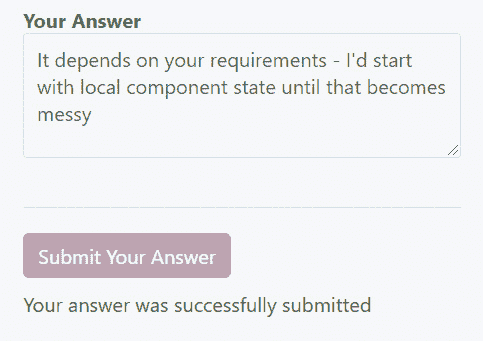 Your Answer
It depends on your requirements - I'd start
with local component state until that becomes
messy
Submit Your Answer
Your answer was successfully submitted